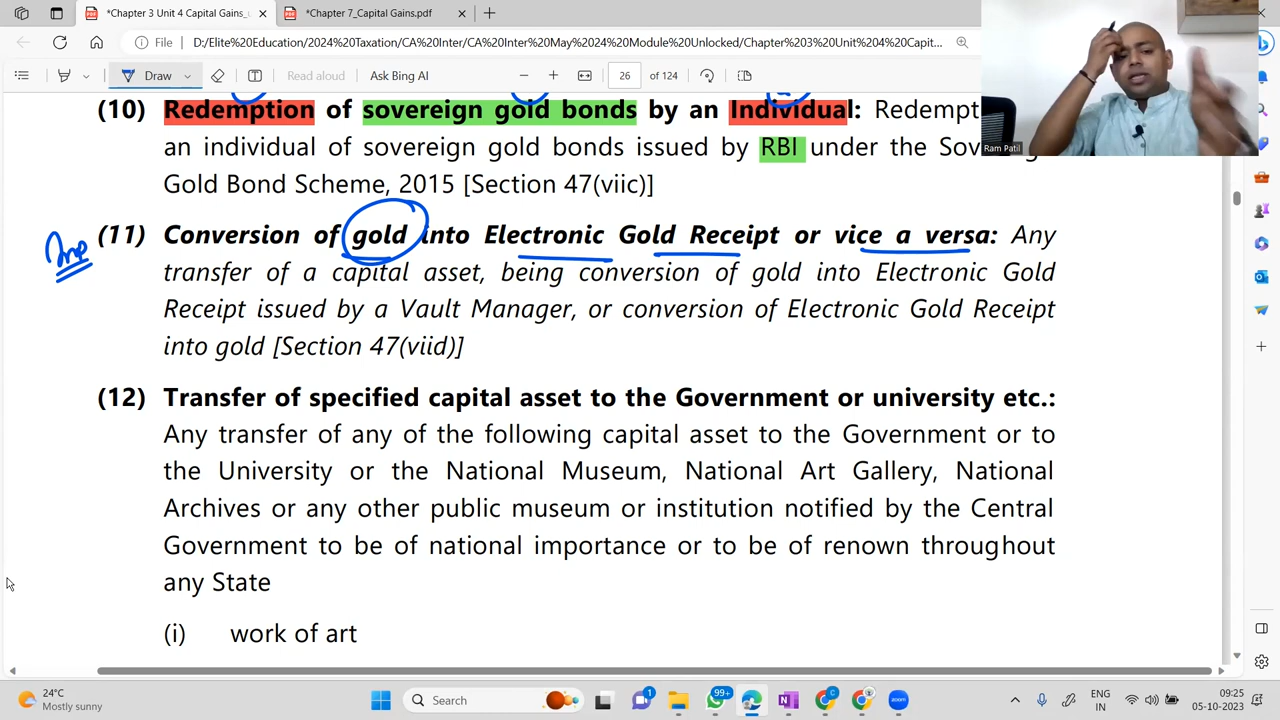 *Chapter 3 Unit 4 Capital Gains_
*Chapter 7_Capital Gains.pdf
File
D:/Elite%20Education/2024%20Taxation/CA%20Inter/CA%20Inter%20May%202024%20Module%20Unlocked/Chapter%203%20Unit%204%20Capit...
Draw
Read aloud
Ask Bing AI
26
of 124
Ram Patil
(10) Redemption of sovereign gold bonds by an Individual: Redempt
an individual of sovereign gold bonds issued by RBI under the Sov
Gold Bond Scheme, 2015 [Section 47(viic)]
Imp
(11) Conversion of gold into Electronic Gold Receipt or vice a versa: Any
transfer of a capital asset, being conversion of gold into Electronic Gold
Receipt issued by a Vault Manager, or conversion of Electronic Gold Receipt
into gold [Section 47(viid)]
(12) Transfer of specified capital asset to the Government or university etc.:
Any transfer of any of the following capital asset to the Government or to
the University or the National Museum, National Art Gallery, National
Archives or any other public museum or institution notified by the Central
Government to be of national importance or to be of renown throughout
any State
(i) work of art
24°C
Mostly sunny
Search
1
99+
ENG
IN
09:25
05-10-2023